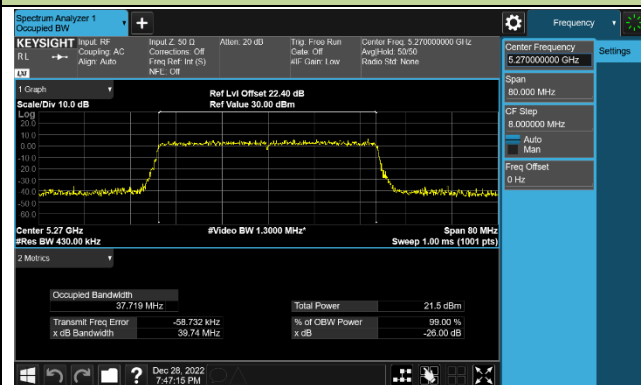 Spectrum Analyzer 1
Occupied BW
+
Frequency
KEYSIGHT
Input: RF
Input Z: 50 Ω
Atten: 20 dB
Trig: Free Run
Center Freq: 5.270000000 GHz
RL
Coupling: AC
Corrections: Off
Gate: Off
Avg|Hold: 50/50
Align: Auto
Freq Ref: Int (S)
#IF Gain: Low
Radio Std: None
LXI
NFE: Off
Center Frequency
5.270000000 GHz
Settings
Span
80.000 MHz
CF Step
8.000000 MHz
Auto
Man
Freq Offset
0 Hz
1 Graph
Ref Lvl Offset 22.40 dB
Scale/Div 10.0 dB
Ref Value 30.00 dBm
Log
20.0
10.0
0.00
-10.0
-20.0
-30.0
-40.0
-50.0
-60.0
Center 5.27 GHz
#Video BW 1.3000 MHz*
Span 80 MHz
#Res BW 430.00 kHz
Sweep 1.00 ms (1001 pts)
2 Metrics
Occupied Bandwidth
37.719 MHz
Total Power
21.5 dBm
Transmit Freq Error
-58.732 kHz
% of OBW Power
99.00 %
x dB Bandwidth
39.74 MHz
x dB
-26.00 dB
?
Dec 28, 2022
7:47:15 PM